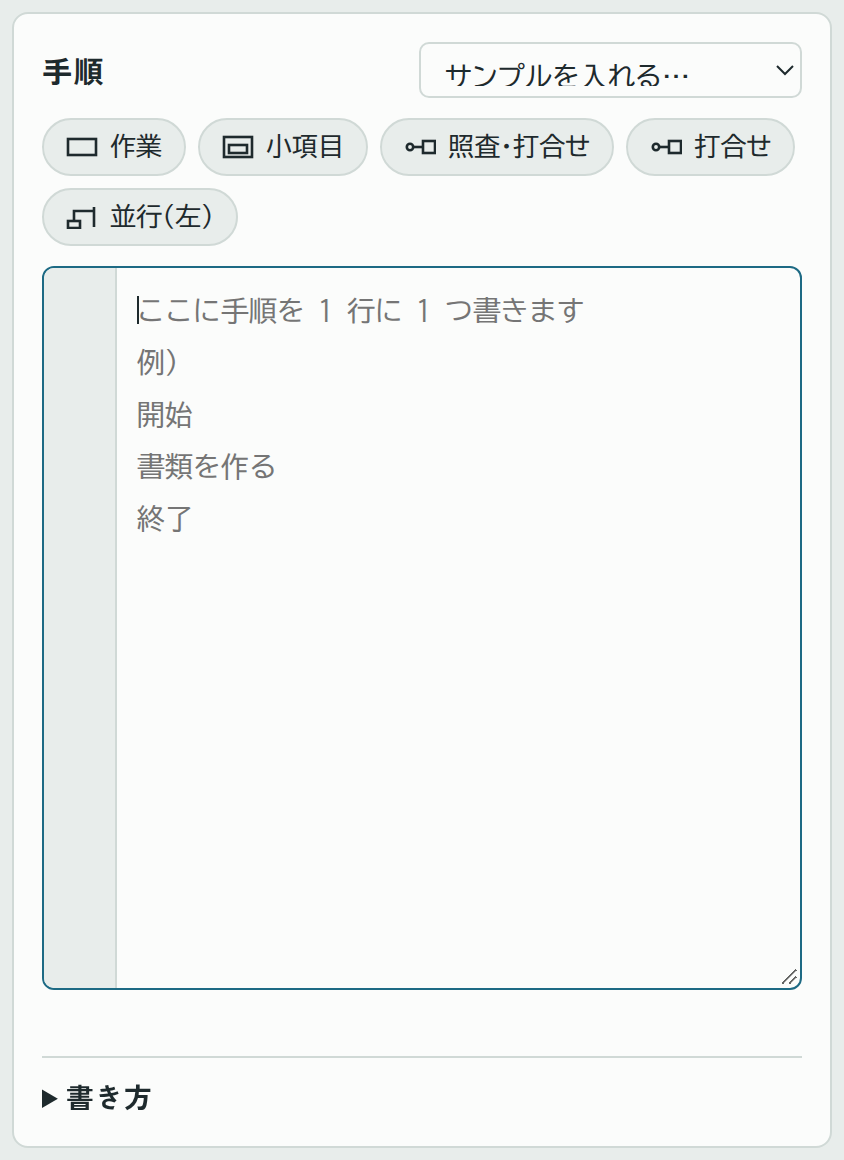 手順
サンプルを入れる…
作業
小項目
照査・打合せ
打合せ
並行(左)
ここに手順を 1 行に 1 つ書きます
例)
開始
書類を作る
終了
書き方